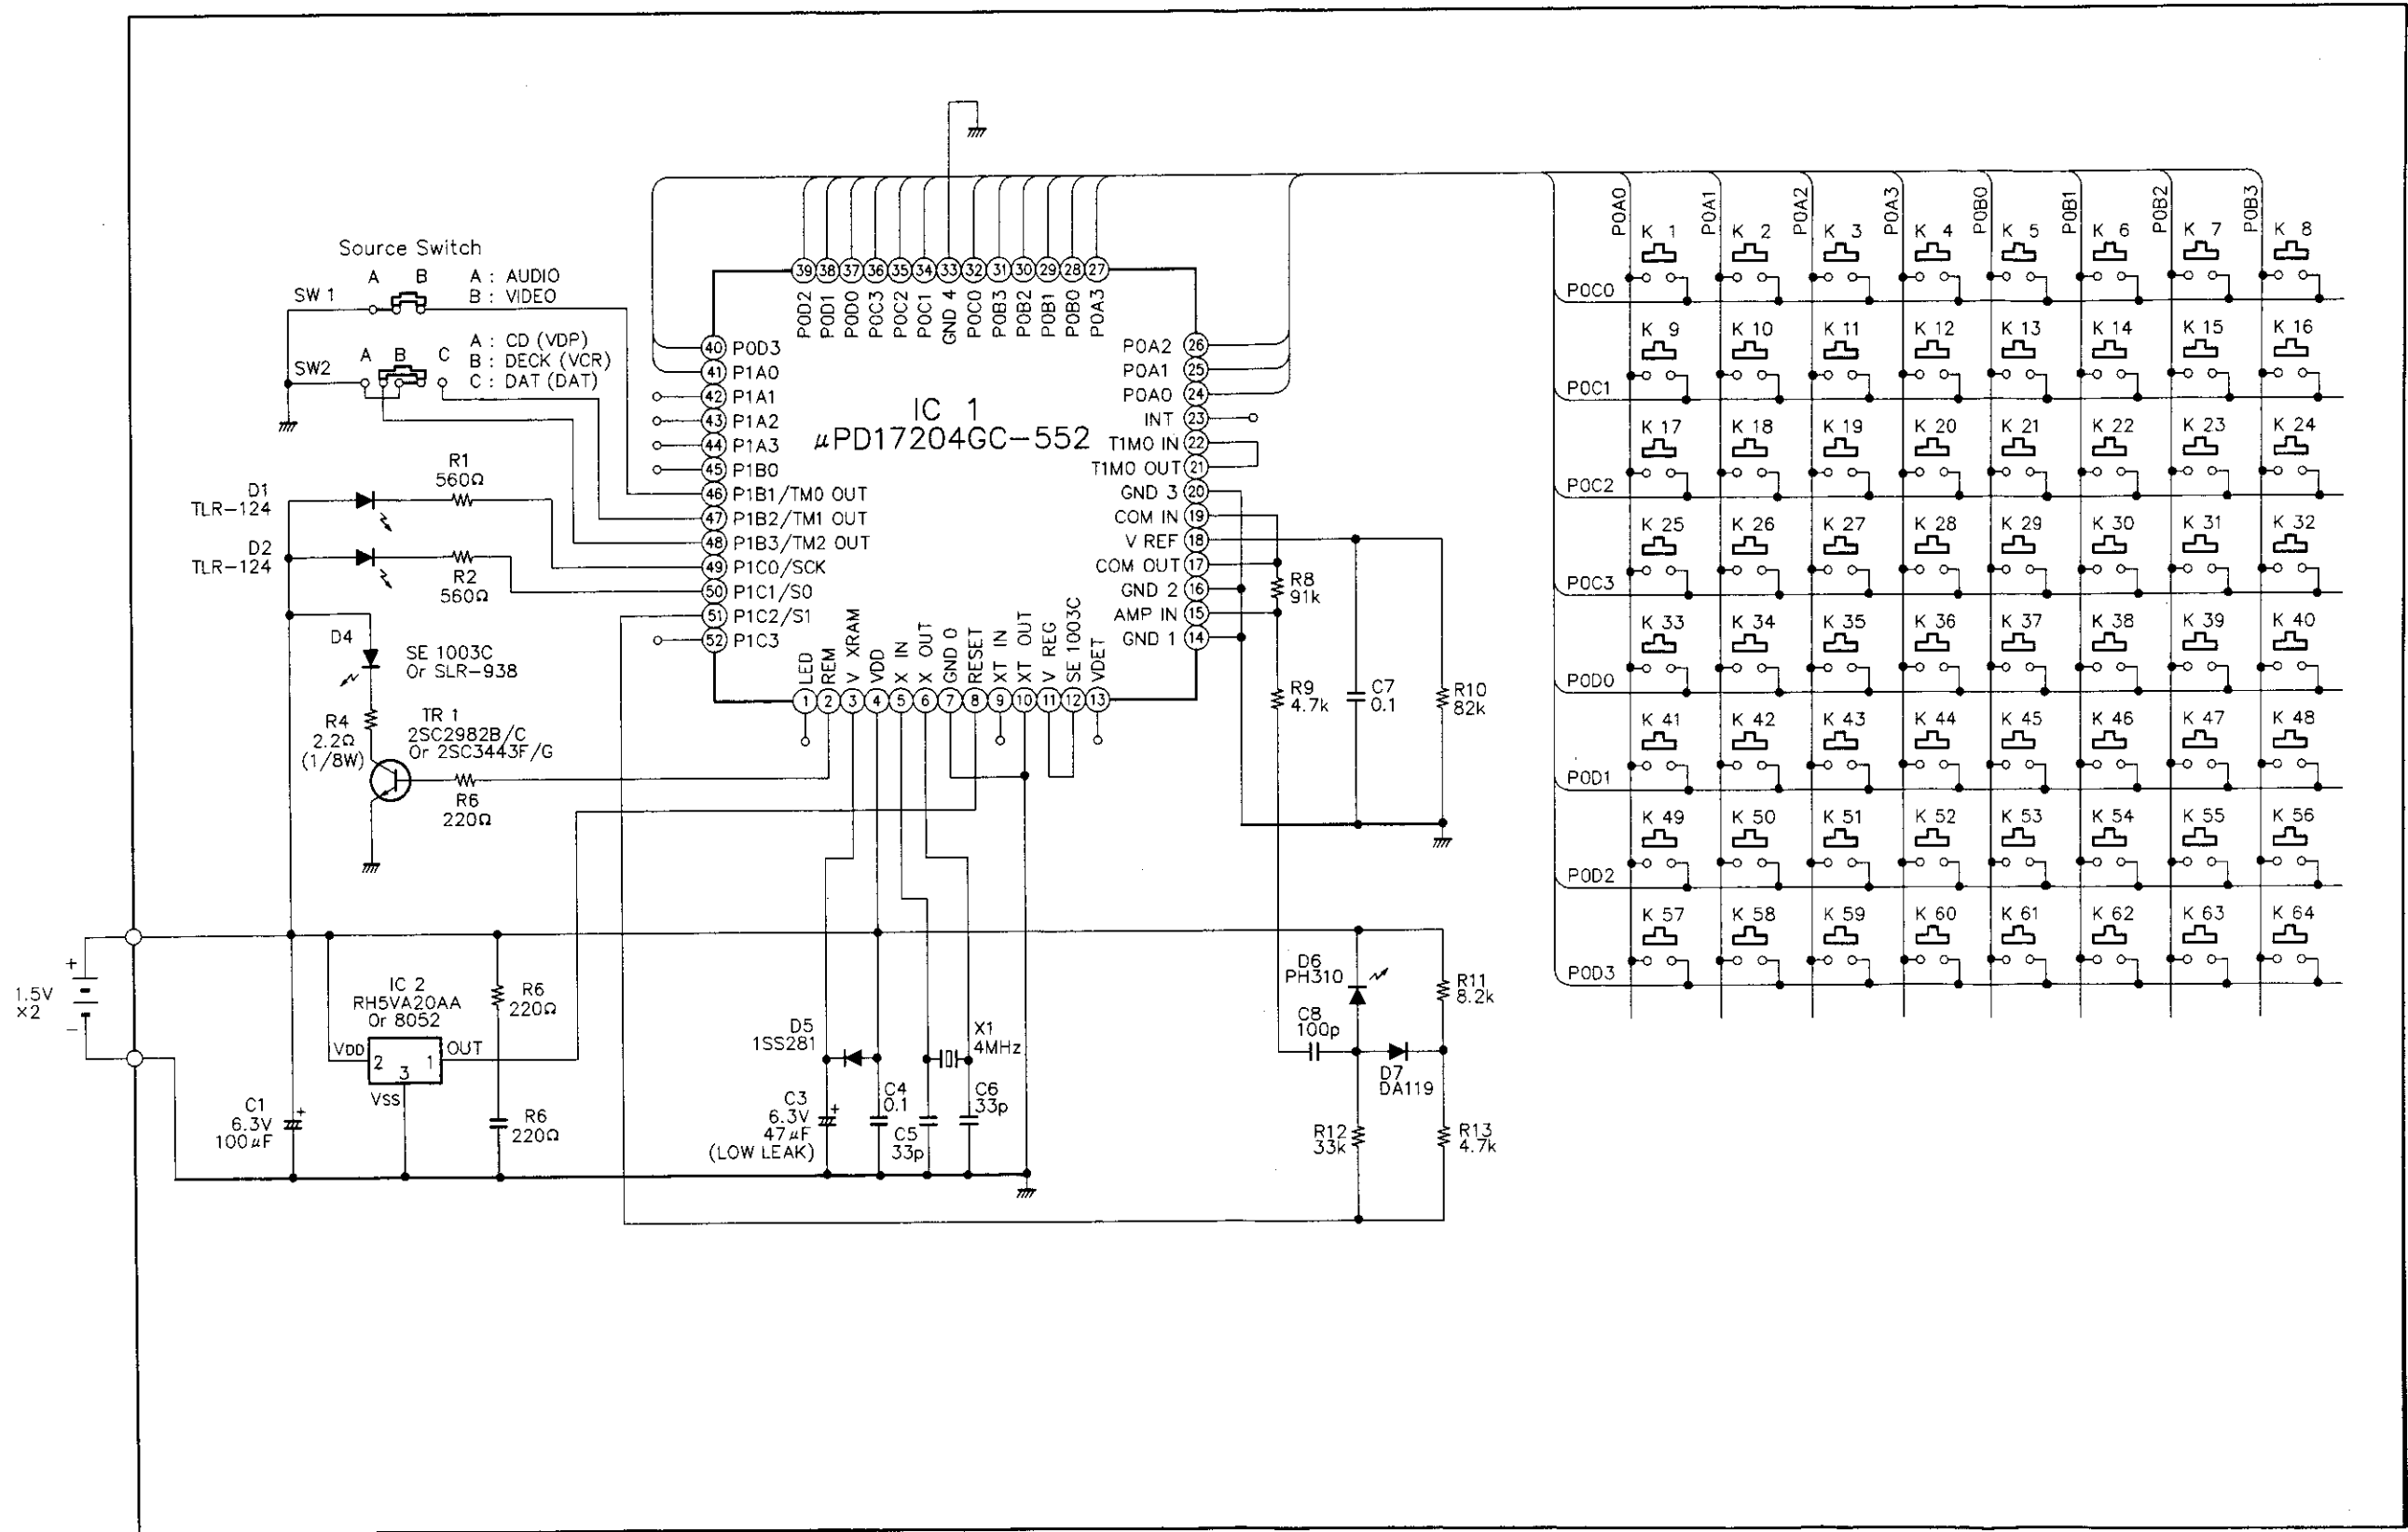 Source Switch
A B A : AUDIO
SW 1 B : VIDEO
A B C A : CD (VDP)
SW2 B : DECK (VCR)
C : DAT (DAT)
R1
560Ω
D1
TLR-124
D2
TLR-124
R2
560Ω
D4
SE 1003C
Or SLR-938
R4
2.2Ω
(1/8W)
TR 1
2SC2982B/C
Or 2SC3443F/G
R6
220Ω
39 38 37 36 35 34 33 32 31 30 29 28 27
P0D2 P0D1 P0D0 P0C3 P0C2 P0C1 GND 4 P0C0 P0B3 P0B2 P0B1 P0B0 P0A3
IC 1
μPD17204GC-552
40 P0D3
41 P1A0
42 P1A1
43 P1A2
44 P1A3
45 P1B0
46 P1B1/TM0 OUT
47 P1B2/TM1 OUT
48 P1B3/TM2 OUT
49 P1C0/SCK
50 P1C1/S0
51 P1C2/S1
52 P1C3
P0A2 26
P0A1 25
P0A0 24
INT 23
T1M0 IN 22
T1M0 OUT 21
GND 3 20
COM IN 19
V REF 18
COM OUT 17
GND 2 16
AMP IN 15
GND 1 14
LED REM V XRAM VDD X IN X OUT GND 0 RESET XT IN XT OUT V REG SE 1003C VDET
1 2 3 4 5 6 7 8 9 10 11 12 13
R8
91k
R9
4.7k
C7
0.1
R10
82k
1.5V
×2
+
−
IC 2
RH5VA20AA
Or 8052
VDD 2 1 OUT
3
VSS
R6
220Ω
R6
220Ω
C1
6.3V
100μF
+
D5
1SS281
C3
6.3V
47μF
(LOW LEAK)
+
C4
0.1
C5
33p
X1
4MHz
C6
33p
D6
PH310
R11
8.2k
C8
100p
D7
DA119
R12
33k
R13
4.7k
P0A0 P0A1 P0A2 P0A3 P0B0 P0B1 P0B2 P0B3
K 1 K 2 K 3 K 4 K 5 K 6 K 7 K 8
P0C0
K 9 K 10 K 11 K 12 K 13 K 14 K 15 K 16
P0C1
K 17 K 18 K 19 K 20 K 21 K 22 K 23 K 24
P0C2
K 25 K 26 K 27 K 28 K 29 K 30 K 31 K 32
P0C3
K 33 K 34 K 35 K 36 K 37 K 38 K 39 K 40
P0D0
K 41 K 42 K 43 K 44 K 45 K 46 K 47 K 48
P0D1
K 49 K 50 K 51 K 52 K 53 K 54 K 55 K 56
P0D2
K 57 K 58 K 59 K 60 K 61 K 62 K 63 K 64
P0D3